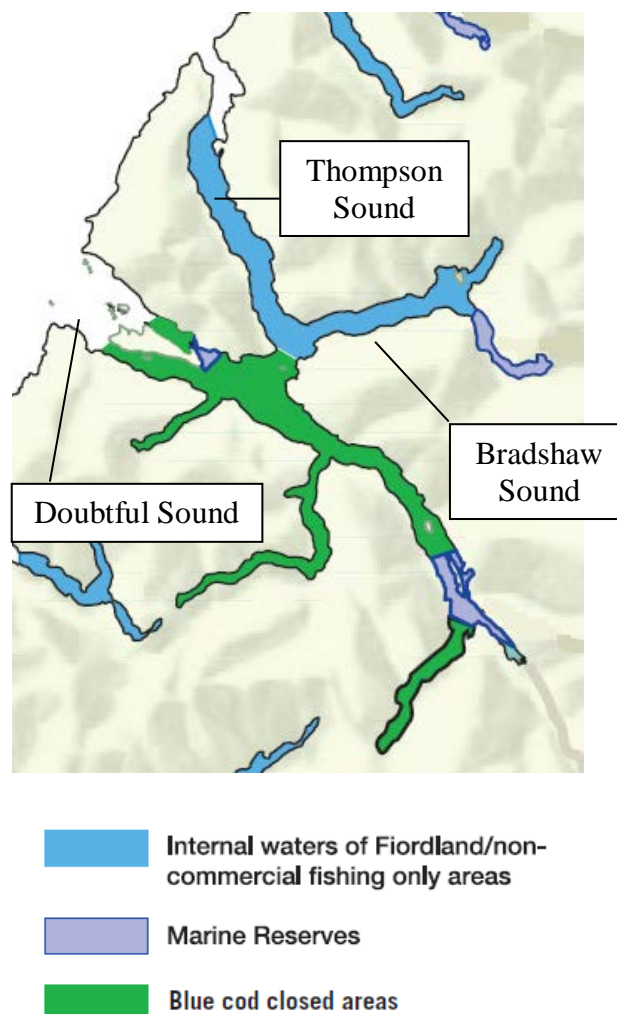 Thompson
Sound
Bradshaw
Sound
Doubtful Sound
Internal waters of Fiordland/non-
commercial fishing only areas
Marine Reserves
Blue cod closed areas